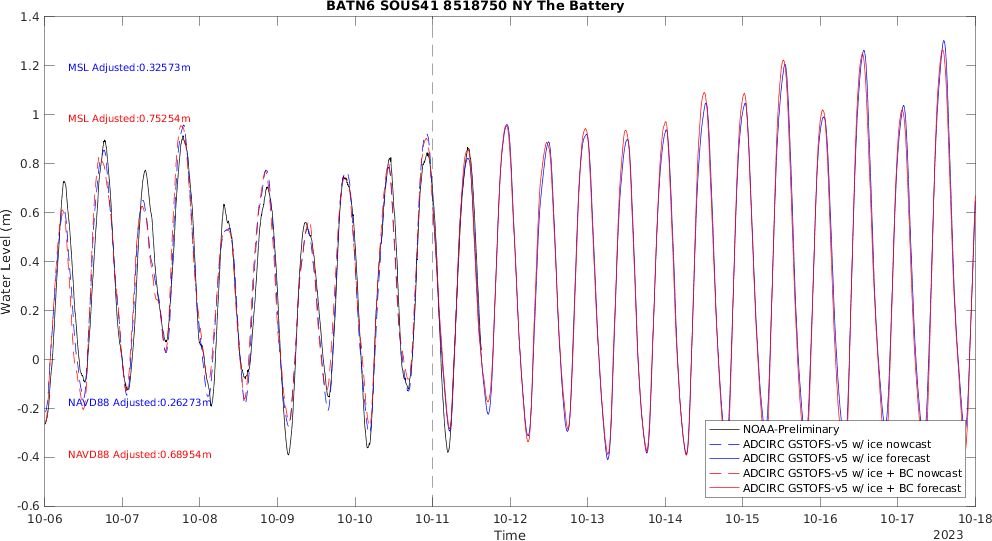 BATN6 SOUS41 8518750 NY The Battery
1.4
1.2
1
0.8
0.6
0.4
0.2
0
-0.2
-0.4
-0.6
Water Level (m)
MSL Adjusted:0.32573m
MSL Adjusted:0.75254m
NAVD88 Adjusted:0.26273m
NAVD88 Adjusted:0.68954m
NOAA-Preliminary
ADCIRC GSTOFS-v5 w/ ice nowcast
ADCIRC GSTOFS-v5 w/ ice forecast
ADCIRC GSTOFS-v5 w/ ice + BC nowcast
ADCIRC GSTOFS-v5 w/ ice + BC forecast
10-06 10-07 10-08 10-09 10-10 10-11 10-12 10-13 10-14 10-15 10-16 10-17 10-18
Time
2023